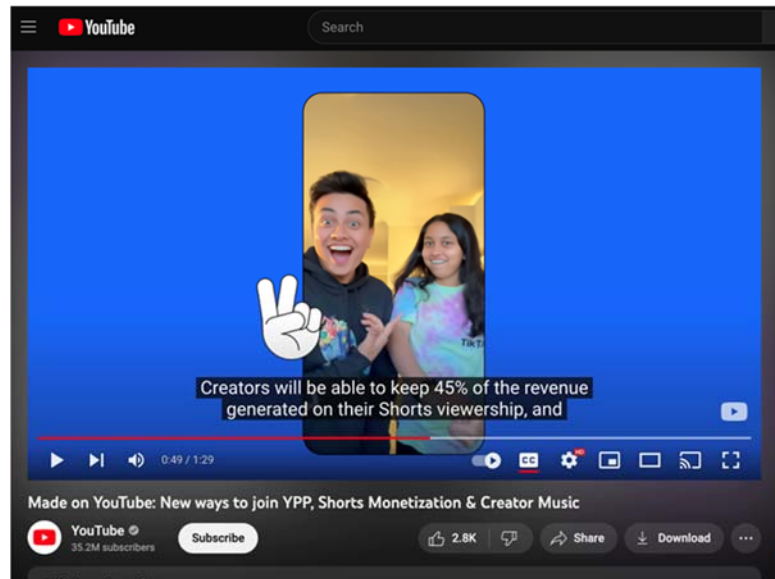 YouTube
Search
TikT
Creators will be able to keep 45% of the revenue
generated on their Shorts viewership, and
0:49 / 1:29
CC
HD
Made on YouTube: New ways to join YPP, Shorts Monetization & Creator Music
YouTube
35.2M subscribers
Subscribe
2.8K
Share
Download